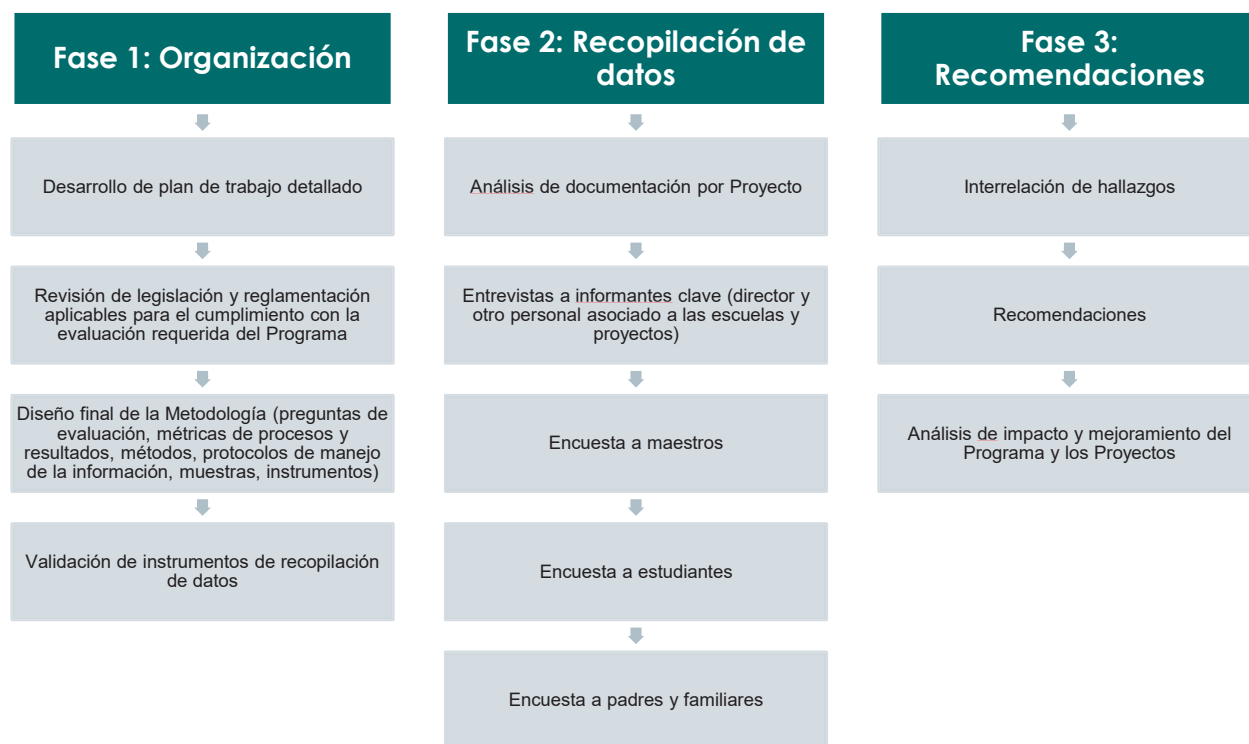 Fase 1: Organización
Desarrollo de plan de trabajo detallado
Revisión de legislación y reglamentación
aplicables para el cumplimiento con la
evaluación requerida del Programa
Diseño final de la Metodología (preguntas de
evaluación, métricas de procesos y
resultados, métodos, protocolos de manejo
de la información, muestras, instrumentos)
Validación de instrumentos de recopilación
de datos
Fase 2: Recopilación de
datos
Análisis de documentación por Proyecto
Entrevistas a informantes clave (director y
otro personal asociado a las escuelas y
proyectos)
Encuesta a maestros
Encuesta a estudiantes
Encuesta a padres y familiares
Fase 3:
Recomendaciones
Interrelación de hallazgos
Recomendaciones
Análisis de impacto y mejoramiento del
Programa y los Proyectos